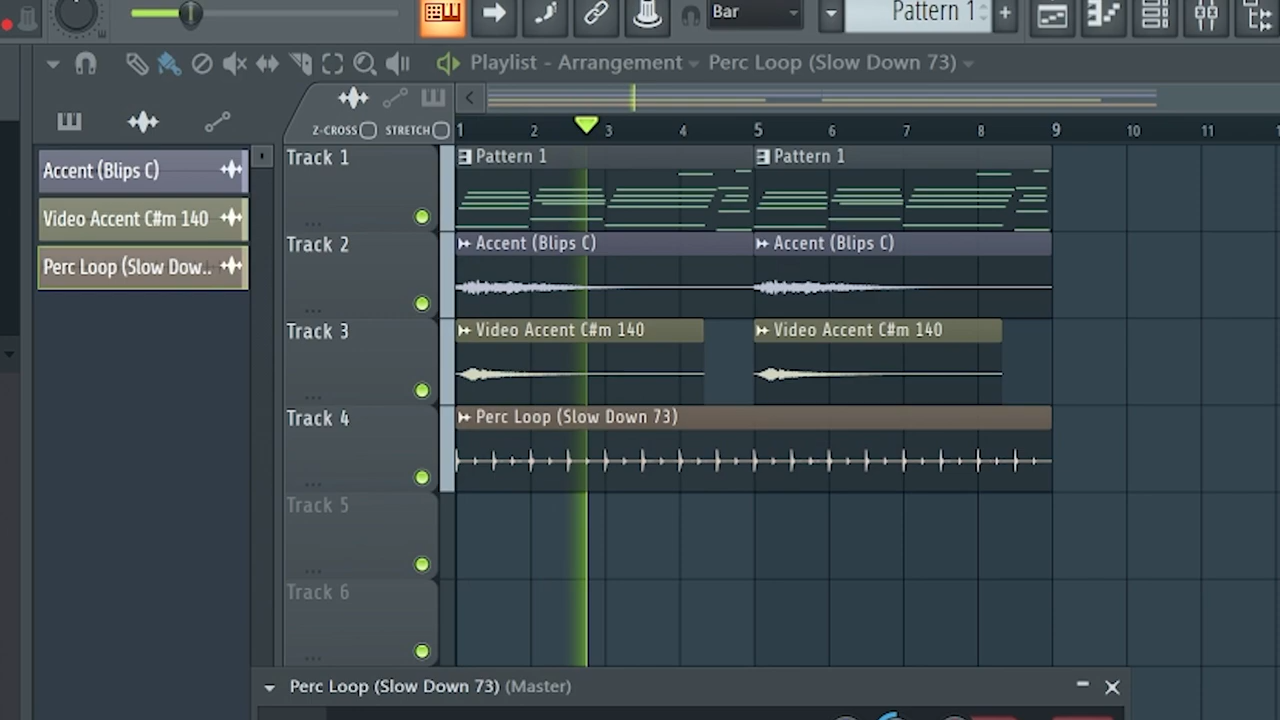 Bar
Pattern 1
+
Playlist - Arrangement
Perc Loop (Slow Down 73)
Z-CROSS
STRETCH
1 2 3 4 5 6 7 8 9 10 11
Accent (Blips C)
Video Accent C#m 140
Perc Loop (Slow Dow..
Track 1
Pattern 1
Pattern 1
...
Track 2
Accent (Blips C)
Accent (Blips C)
...
Track 3
Video Accent C#m 140
Video Accent C#m 140
...
Track 4
Perc Loop (Slow Down 73)
...
Track 5
...
Track 6
...
Perc Loop (Slow Down 73) (Master)